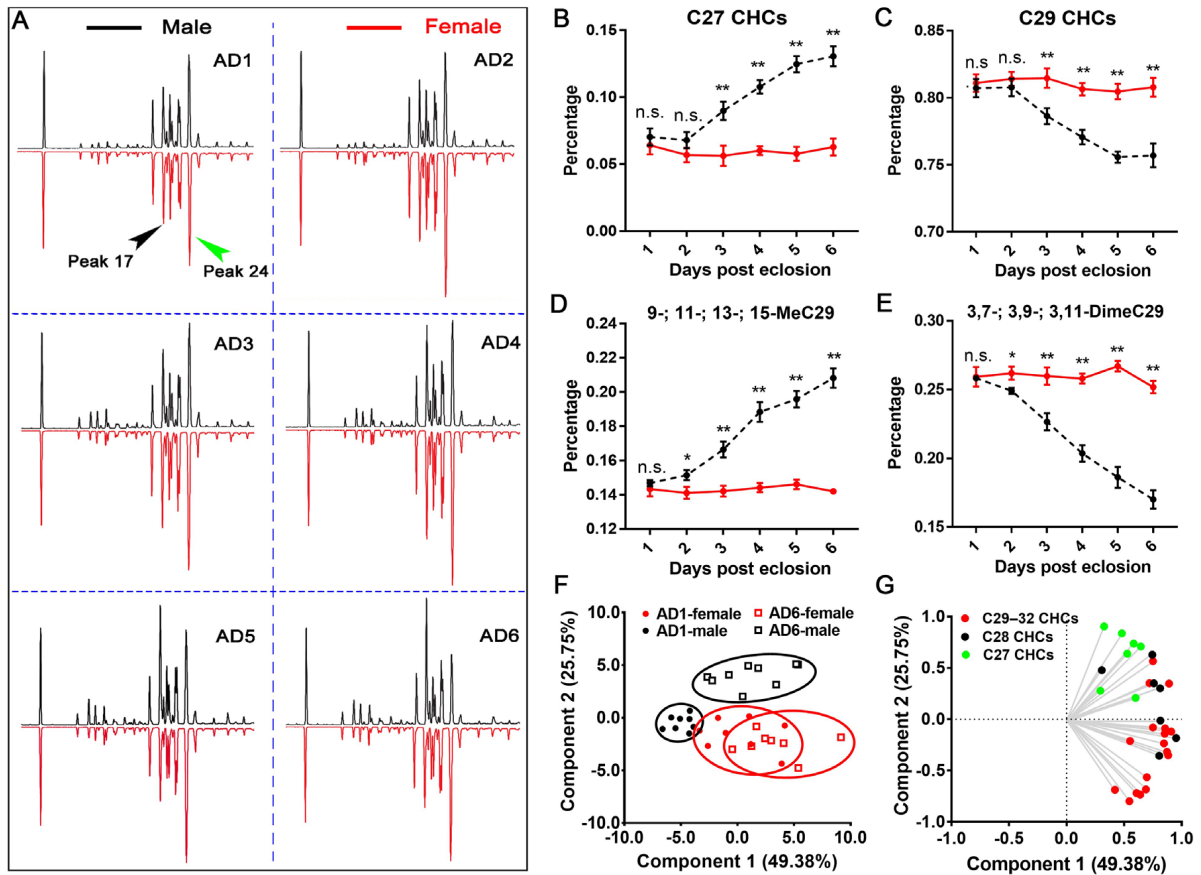 A
Male
Female
AD1
AD2
Peak 17
Peak 24
AD3
AD4
AD5
AD6
B
C27 CHCs
Percentage
0.15
0.10
0.05
0.00
n.s.
n.s.
**
**
**
**
1
2
3
4
5
6
Days post eclosion
C
C29 CHCs
Percentage
0.85
0.80
0.75
0.70
n.s
n.s.
**
**
**
**
1
2
3
4
5
6
Days post eclosion
D
9-; 11-; 13-; 15-MeC29
Percentage
0.24
0.22
0.20
0.18
0.16
0.14
0.12
n.s.
*
**
**
**
**
1
2
3
4
5
6
Days post eclosion
E
3,7-; 3,9-; 3,11-DimeC29
Percentage
0.30
0.25
0.20
0.15
n.s.
*
**
**
**
**
1
2
3
4
5
6
Days post eclosion
F
Component 2 (25.75%)
10.0
5.0
0.0
-5.0
-10.0
AD1-female
AD6-female
AD1-male
AD6-male
-10.0
-5.0
0.0
5.0
10.0
Component 1 (49.38%)
G
Component 2 (25.75%)
1.0
0.5
0.0
-0.5
-1.0
C29–32 CHCs
C28 CHCs
C27 CHCs
-1.0
-0.5
0.0
0.5
1.0
Component 1 (49.38%)